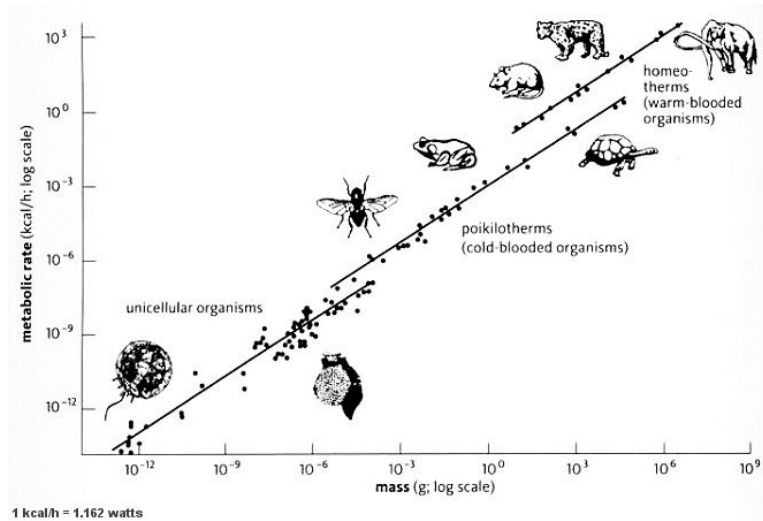 metabolic rate (kcal/h; log scale)
10³
10⁰
10⁻³
10⁻⁶
10⁻⁹
10⁻¹²
homeo-
therms
(warm-blooded
organisms)
poikilotherms
(cold-blooded organisms)
unicellular organisms
10⁻¹² 10⁻⁹ 10⁻⁶ 10⁻³ 10⁰ 10³ 10⁶ 10⁹
mass (g; log scale)
1 kcal/h = 1.162 watts